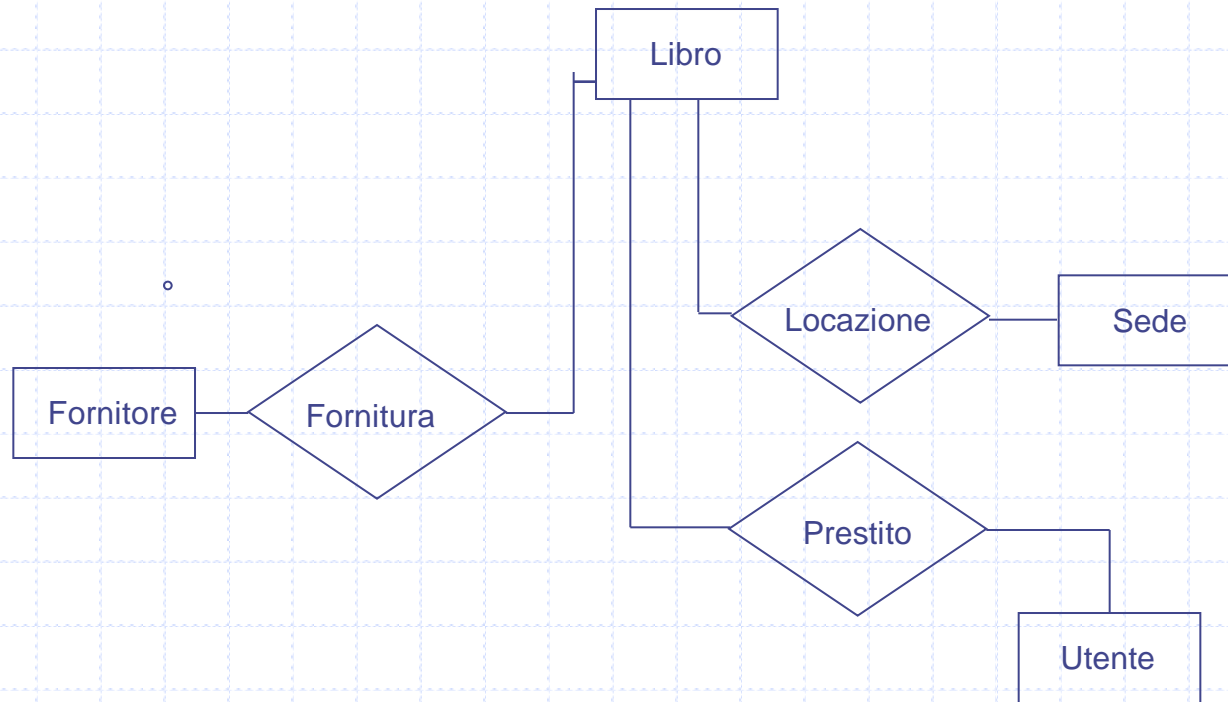 Libro
Locazione
Sede
Fornitore
Fornitura
Prestito
Utente